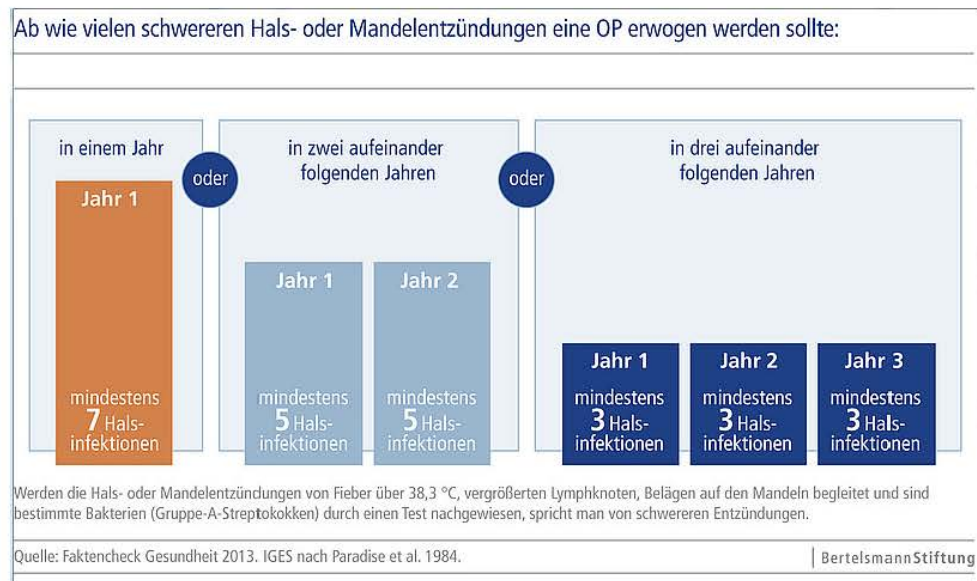 Ab wie vielen schwereren Hals- oder Mandelentzündungen eine OP erwogen werden sollte:
in einem Jahr
oder
in zwei aufeinander
folgenden Jahren
oder
in drei aufeinander
folgenden Jahren
Jahr 1
mindestens
7 Hals-
infektionen
Jahr 1
mindestens
5 Hals-
infektionen
Jahr 2
mindestens
5 Hals-
infektionen
Jahr 1
mindestens
3 Hals-
infektionen
Jahr 2
mindestens
3 Hals-
infektionen
Jahr 3
mindestens
3 Hals-
infektionen
Werden die Hals- oder Mandelentzündungen von Fieber über 38,3 °C, vergrößerten Lymphknoten, Belägen auf den Mandeln begleitet und sind
bestimmte Bakterien (Gruppe-A-Streptokokken) durch einen Test nachgewiesen, spricht man von schwereren Entzündungen.
Quelle: Faktencheck Gesundheit 2013. IGES nach Paradise et al. 1984.
BertelsmannStiftung